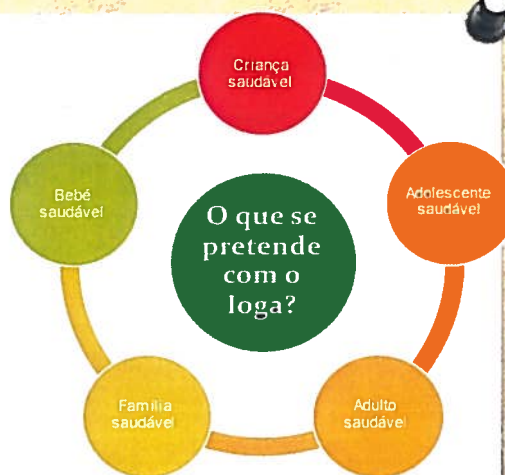 Criança
saudável
Adolescente
saudável
Adulto
saudável
Família
saudável
Bebé
saudável
O que se
pretende
com o
Ioga?